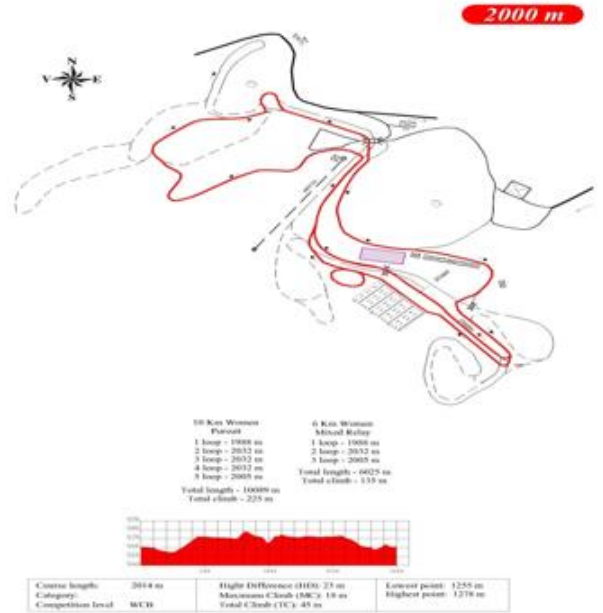 2000 m
N
V E
S
10 Km Women
Pursuit
1 loop - 1988 m
2 loop - 2032 m
3 loop - 2032 m
4 loop - 2032 m
5 loop - 2005 m
Total length - 10089 m
Total climb - 225 m
6 Km Women
Mixed Relay
1 loop - 1988 m
2 loop - 2032 m
3 loop - 2005 m
Total length - 6025 m
Total climb - 135 m
Course length: 2014 m
Category:
Competition level: WCB
Hight Difference (HD): 23 m
Maximum Climb (MC): 18 m
Total Climb (TC): 45 m
Lowest point: 1255 m
Highest point: 1278 m